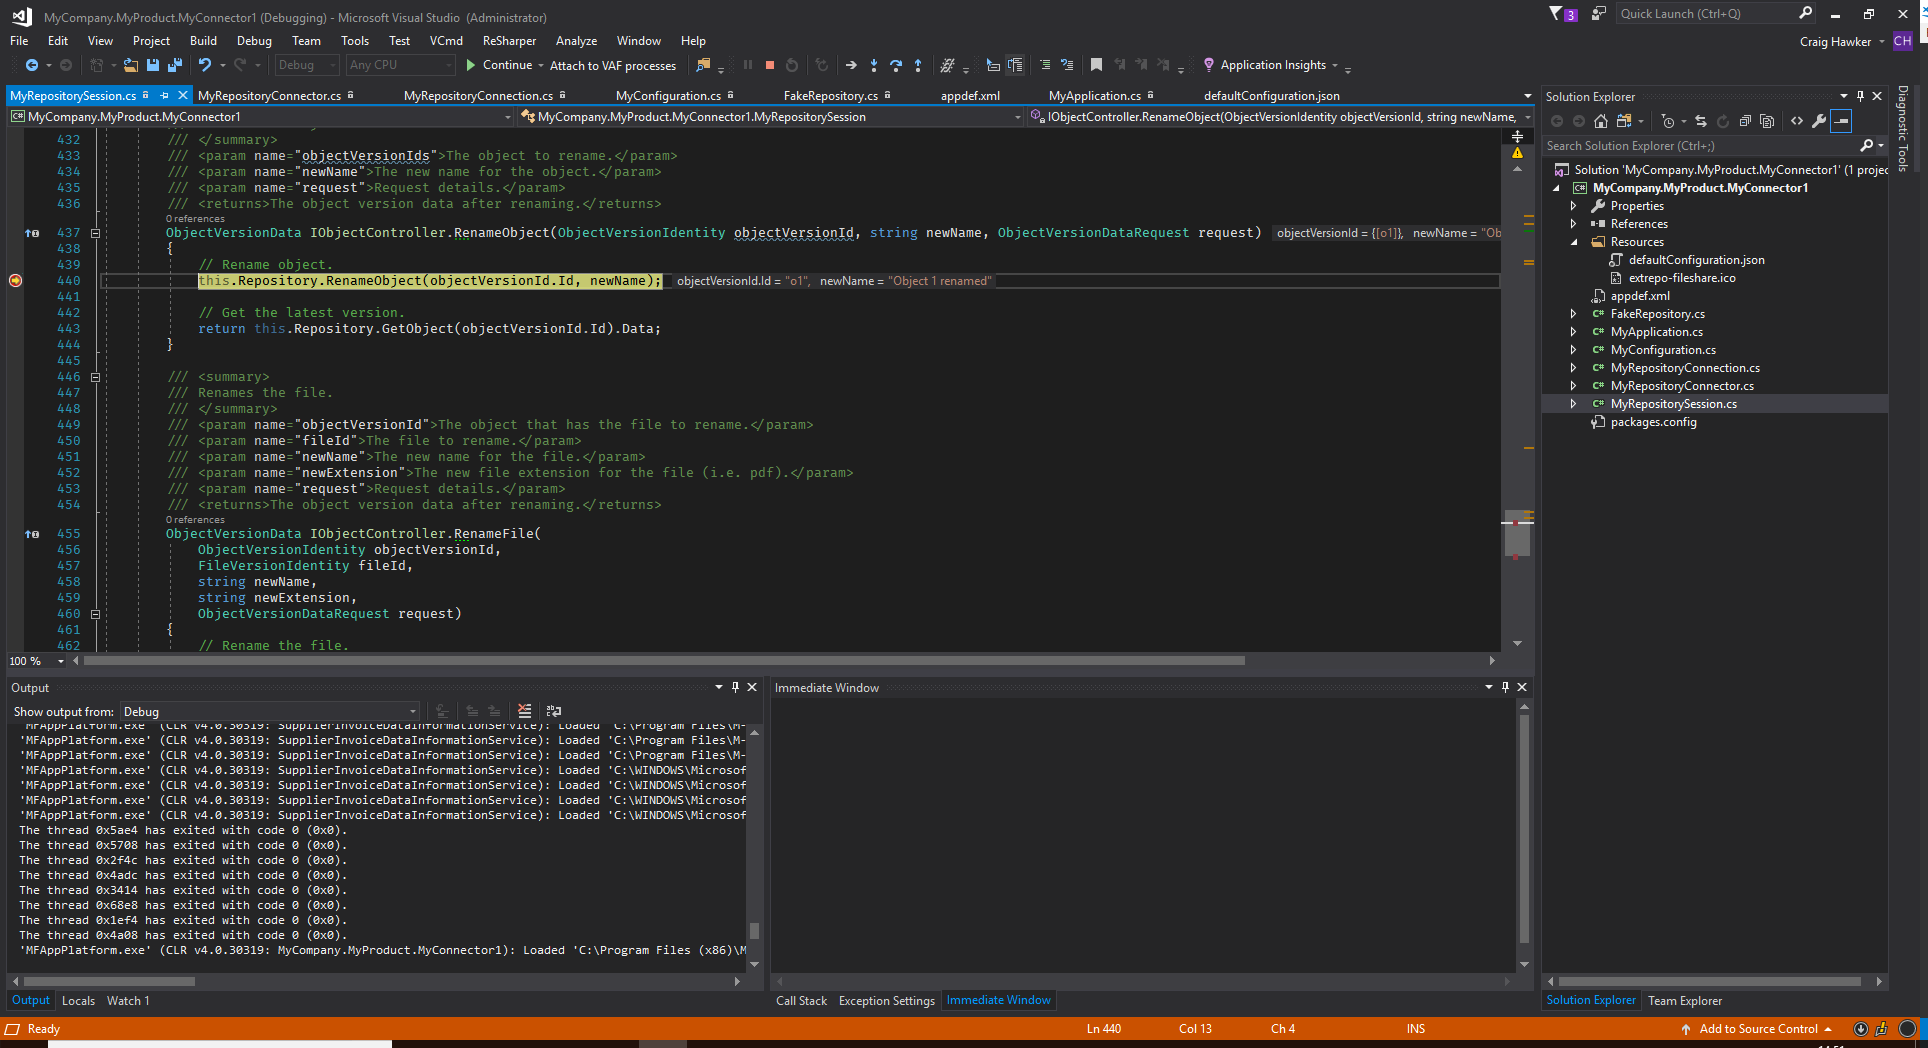 MyCompany.MyProduct.MyConnector1 (Debugging) - Microsoft Visual Studio (Administrator)
3
Quick Launch (Ctrl+Q)
File Edit View Project Build Debug Team Tools Test VCmd ReSharper Analyze Window Help
Craig Hawker CH
Debug Any CPU Continue Attach to VAF processes Application Insights
MyRepositorySession.cs MyRepositoryConnector.cs MyRepositoryConnection.cs MyConfiguration.cs FakeRepository.cs appdef.xml MyApplication.cs defaultConfiguration.json
MyCompany.MyProduct.MyConnector1 MyCompany.MyProduct.MyConnector1.MyRepositorySession IObjectController.RenameObject(ObjectVersionIdentity objectVersionId, string newName,
432 /// </summary>
433 /// <param name="objectVersionIds">The object to rename.</param>
434 /// <param name="newName">The new name for the object.</param>
435 /// <param name="request">Request details.</param>
436 /// <returns>The object version data after renaming.</returns>
0 references
437 ObjectVersionData IObjectController.RenameObject(ObjectVersionIdentity objectVersionId, string newName, ObjectVersionDataRequest request) objectVersionId = {[o1]}, newName = "Ob
438 {
439 // Rename object.
440 this.Repository.RenameObject(objectVersionId.Id, newName); objectVersionId.Id = "o1", newName = "Object 1 renamed"
441
442 // Get the latest version.
443 return this.Repository.GetObject(objectVersionId.Id).Data;
444 }
445
446 /// <summary>
447 /// Renames the file.
448 /// </summary>
449 /// <param name="objectVersionId">The object that has the file to rename.</param>
450 /// <param name="fileId">The file to rename.</param>
451 /// <param name="newName">The new name for the file.</param>
452 /// <param name="newExtension">The new file extension for the file (i.e. pdf).</param>
453 /// <param name="request">Request details.</param>
454 /// <returns>The object version data after renaming.</returns>
0 references
455 ObjectVersionData IObjectController.RenameFile(
456 ObjectVersionIdentity objectVersionId,
457 FileVersionIdentity fileId,
458 string newName,
459 string newExtension,
460 ObjectVersionDataRequest request)
461 {
462 // Rename the file.
100 %
Output
Show output from: Debug
'MFAppPlatform.exe' (CLR v4.0.30319: SupplierInvoiceDataInformationService): Loaded 'C:\Program Files\M-
'MFAppPlatform.exe' (CLR v4.0.30319: SupplierInvoiceDataInformationService): Loaded 'C:\Program Files\M-
'MFAppPlatform.exe' (CLR v4.0.30319: SupplierInvoiceDataInformationService): Loaded 'C:\Program Files\M-
'MFAppPlatform.exe' (CLR v4.0.30319: SupplierInvoiceDataInformationService): Loaded 'C:\WINDOWS\Microsof
'MFAppPlatform.exe' (CLR v4.0.30319: SupplierInvoiceDataInformationService): Loaded 'C:\WINDOWS\Microsof
'MFAppPlatform.exe' (CLR v4.0.30319: SupplierInvoiceDataInformationService): Loaded 'C:\WINDOWS\Microsof
'MFAppPlatform.exe' (CLR v4.0.30319: SupplierInvoiceDataInformationService): Loaded 'C:\WINDOWS\Microsof
The thread 0x5ae4 has exited with code 0 (0x0).
The thread 0x5708 has exited with code 0 (0x0).
The thread 0x2f4c has exited with code 0 (0x0).
The thread 0x4adc has exited with code 0 (0x0).
The thread 0x3414 has exited with code 0 (0x0).
The thread 0x68e8 has exited with code 0 (0x0).
The thread 0x1ef4 has exited with code 0 (0x0).
The thread 0x4a08 has exited with code 0 (0x0).
'MFAppPlatform.exe' (CLR v4.0.30319: MyCompany.MyProduct.MyConnector1): Loaded 'C:\Program Files (x86)\M
Output Locals Watch 1
Immediate Window
Call Stack Exception Settings Immediate Window
Solution Explorer
Search Solution Explorer (Ctrl+;)
Solution 'MyCompany.MyProduct.MyConnector1' (1 projec
C# MyCompany.MyProduct.MyConnector1
Properties
References
Resources
defaultConfiguration.json
extrepo-fileshare.ico
appdef.xml
C# FakeRepository.cs
C# MyApplication.cs
C# MyConfiguration.cs
C# MyRepositoryConnection.cs
C# MyRepositoryConnector.cs
C# MyRepositorySession.cs
packages.config
Solution Explorer Team Explorer
Diagnostic Tools
Ready Ln 440 Col 13 Ch 4 INS Add to Source Control